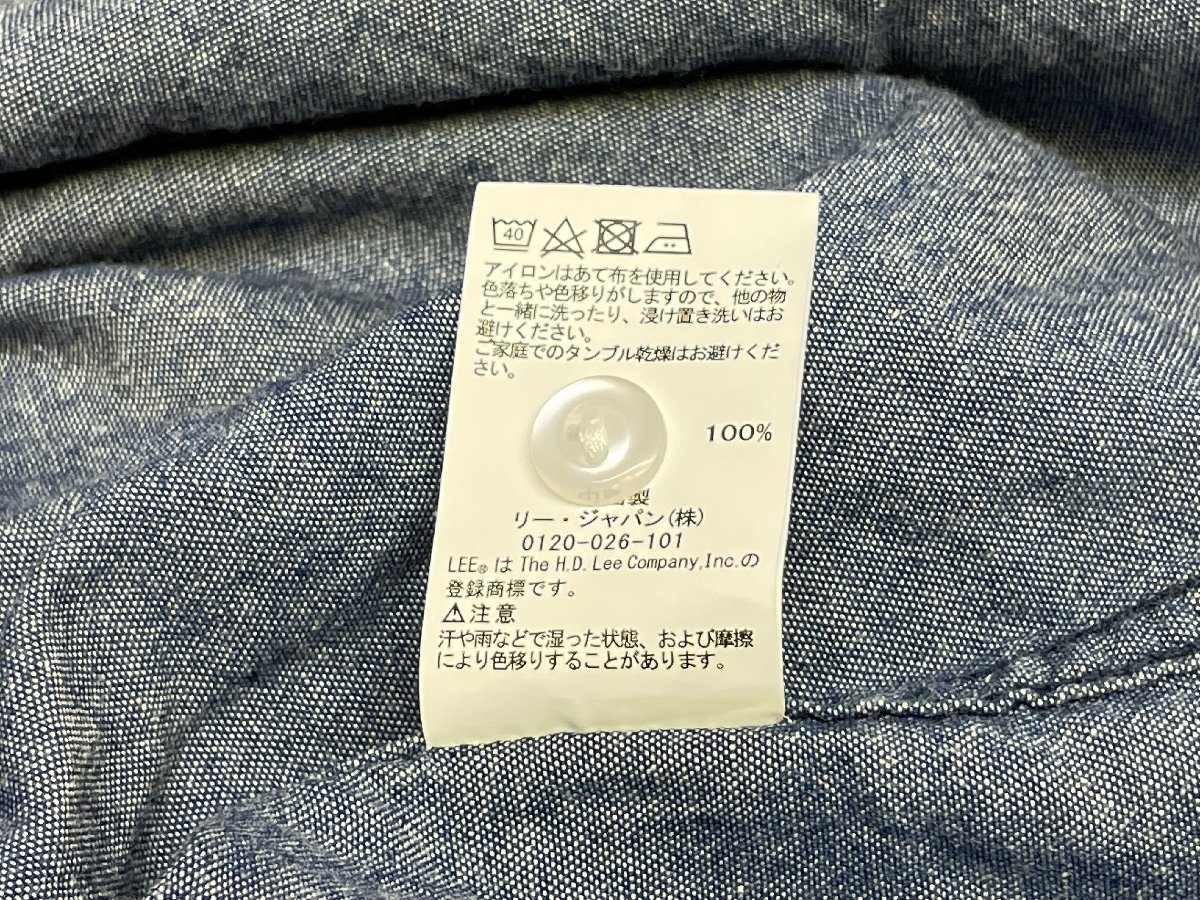 40
アイロンはあて布を使用してください。
色落ちや色移りがしますので、他の物
と一緒に洗ったり、浸け置き洗いはお
避けください。
ご家庭でのタンブル乾燥はお避けくだ
さい。
100%
製
リー・ジャパン(株)
0120-026-101
LEE® は The H.D. Lee Company, Inc. の
登録商標です。
⚠注意
汗や雨などで湿った状態、および摩擦
により色移りすることがあります。